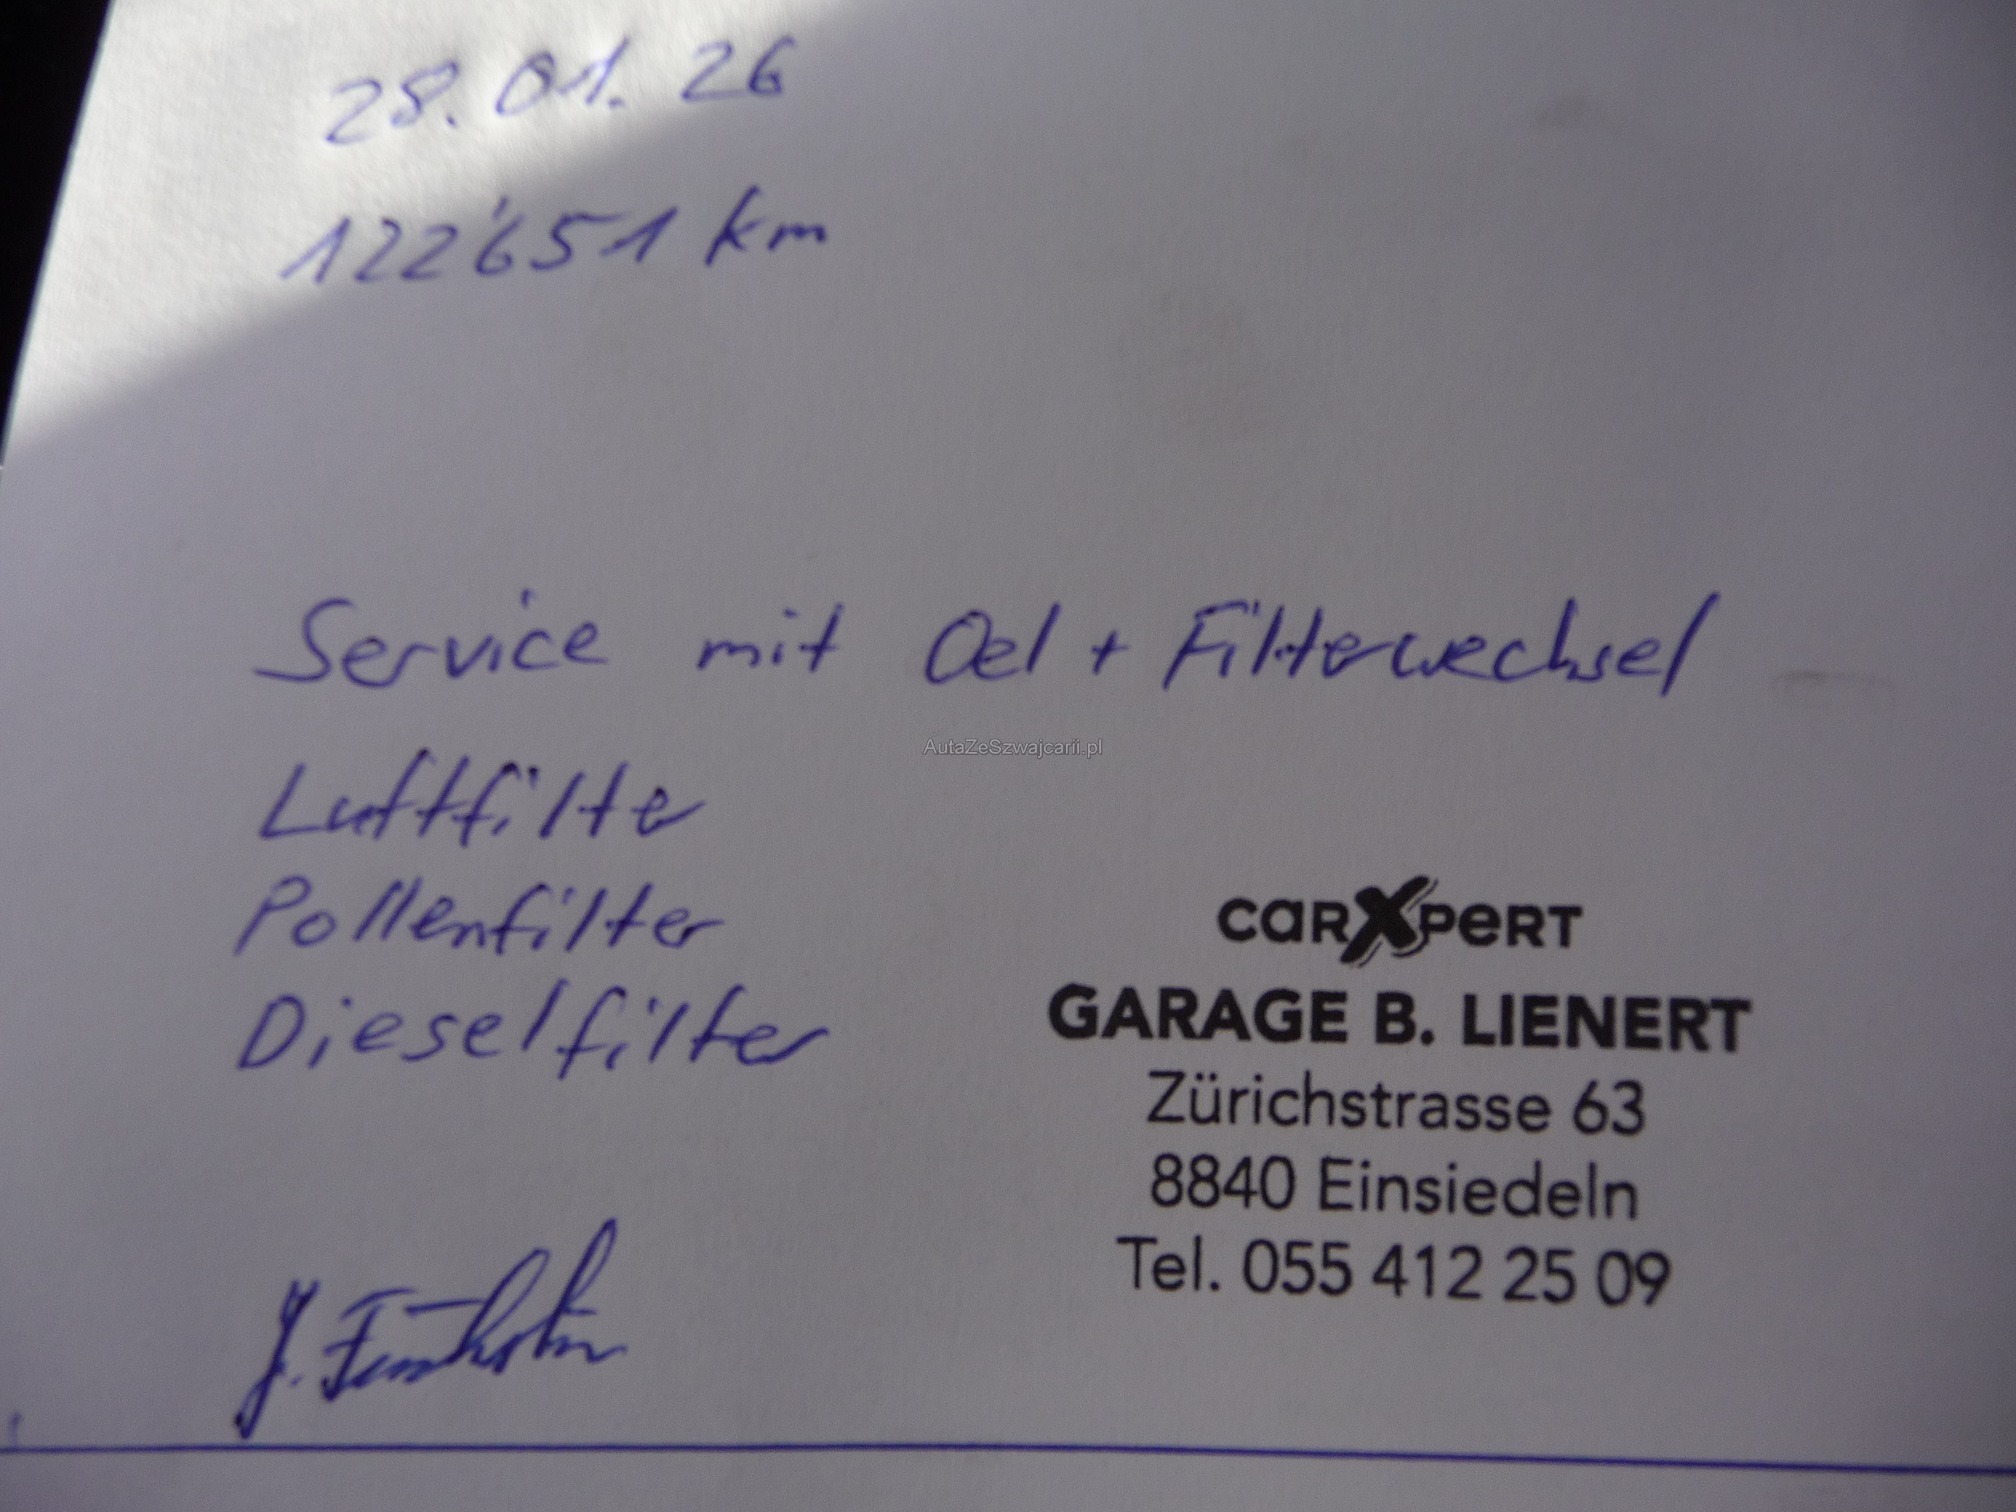 28.01.26
122'651 km
Service mit Oel + Filterwechsel
AutaZeSzwajcarii.pl
Luftfilter
Pollenfilter
Dieselfilter
carXpert
GARAGE B. LIENERT
Zürichstrasse 63
8840 Einsiedeln
Tel. 055 412 25 09